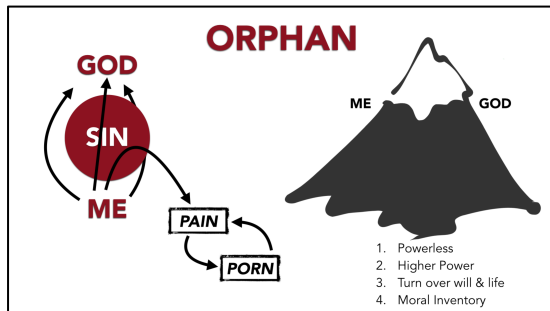 ORPHAN
GOD
SIN
ME
PAIN
PORN
ME
GOD
1. Powerless
2. Higher Power
3. Turn over will & life
4. Moral Inventory